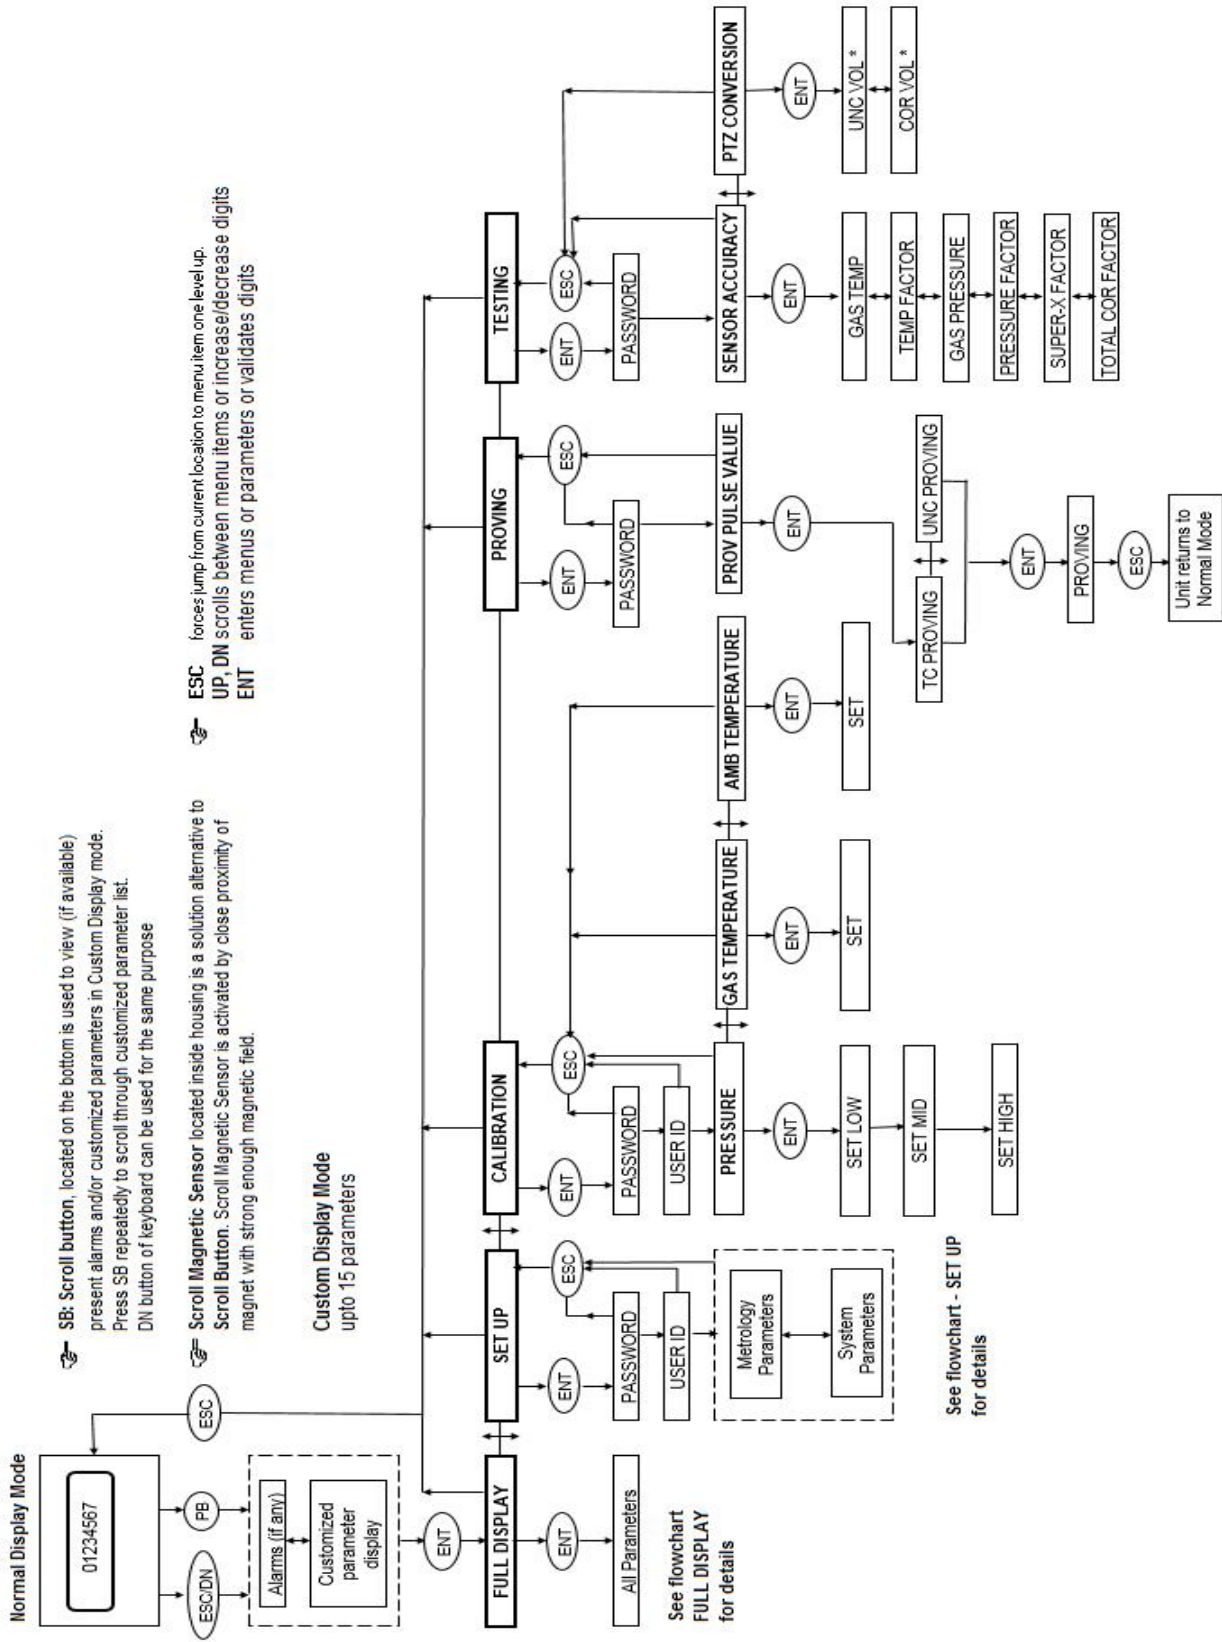 Normal Display Mode
01234567
ESC/DN
PB
ESC
Alarms (if any)
Customized
parameter
display
ENT
SB: Scroll button, located on the bottom is used to view (if available)
present alarms and/or customized parameters in Custom Display mode.
Press SB repeatedly to scroll through customized parameter list.
DN button of keyboard can be used for the same purpose
Scroll Magnetic Sensor located inside housing is a solution alternative to
Scroll Button. Scroll Magnetic Sensor is activated by close proximity of
magnet with strong enough magnetic field.
Custom Display Mode
upto 15 parameters
ESC forces jump from current location to menu item one level up.
UP, DN scrolls between menu items or increase/decrease digits
ENT enters menus or parameters or validates digits
FULL DISPLAY
SET UP
CALIBRATION
PROVING
TESTING
ENT
ENT
ESC
ENT
ESC
ENT
ESC
ENT
ESC
All Parameters
PASSWORD
PASSWORD
PASSWORD
PASSWORD
USER ID
USER ID
See flowchart
FULL DISPLAY
for details
Metrology
Parameters
System
Parameters
See flowchart - SET UP
for details
PRESSURE
GAS TEMPERATURE
AMB TEMPERATURE
PROV PULSE VALUE
SENSOR ACCURACY
PTZ CONVERSION
ENT
ENT
ENT
ENT
ENT
ENT
SET LOW
SET MID
SET HIGH
SET
SET
TC PROVING
UNC PROVING
ENT
PROVING
ESC
Unit returns to
Normal Mode
GAS TEMP
TEMP FACTOR
GAS PRESSURE
PRESSURE FACTOR
SUPER-X FACTOR
TOTAL COR FACTOR
UNC VOL *
COR VOL *